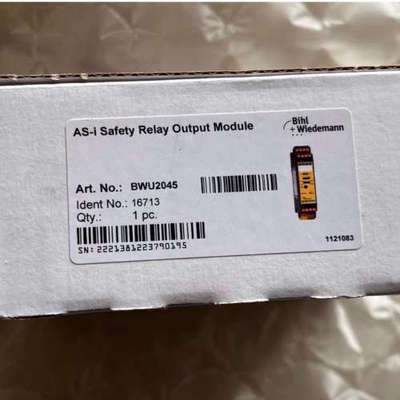 AS-i Safety Relay Output Module
Bihl
+Wiedemann
Art. No.: BWU2045
Ident No.: 16713
Qty.: 1 pc.
SN: 2221381223790195
1121083